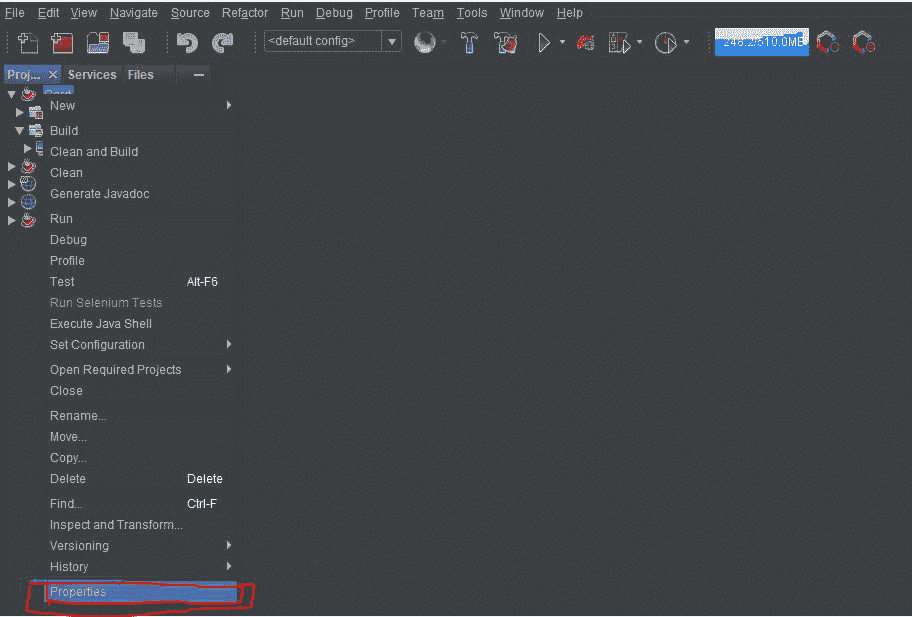 File Edit View Navigate Source Refactor Run Debug Profile Team Tools Window Help
<default config>
246.2/510.0MB
Proj... Services Files
New
Build
Clean and Build
Clean
Generate Javadoc
Run
Debug
Profile
Test Alt-F6
Run Selenium Tests
Execute Java Shell
Set Configuration
Open Required Projects
Close
Rename...
Move...
Copy...
Delete Delete
Find... Ctrl-F
Inspect and Transform...
Versioning
History
Properties